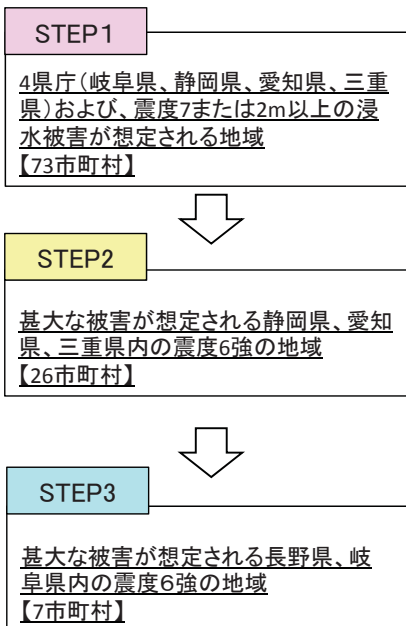 STEP1
4県庁(岐阜県、静岡県、愛知県、三重
県)および、震度7または2m以上の浸
水被害が想定される地域
【73市町村】
STEP2
甚大な被害が想定される静岡県、愛知
県、三重県内の震度6強の地域
【26市町村】
STEP3
甚大な被害が想定される長野県、岐
阜県内の震度6強の地域
【7市町村】